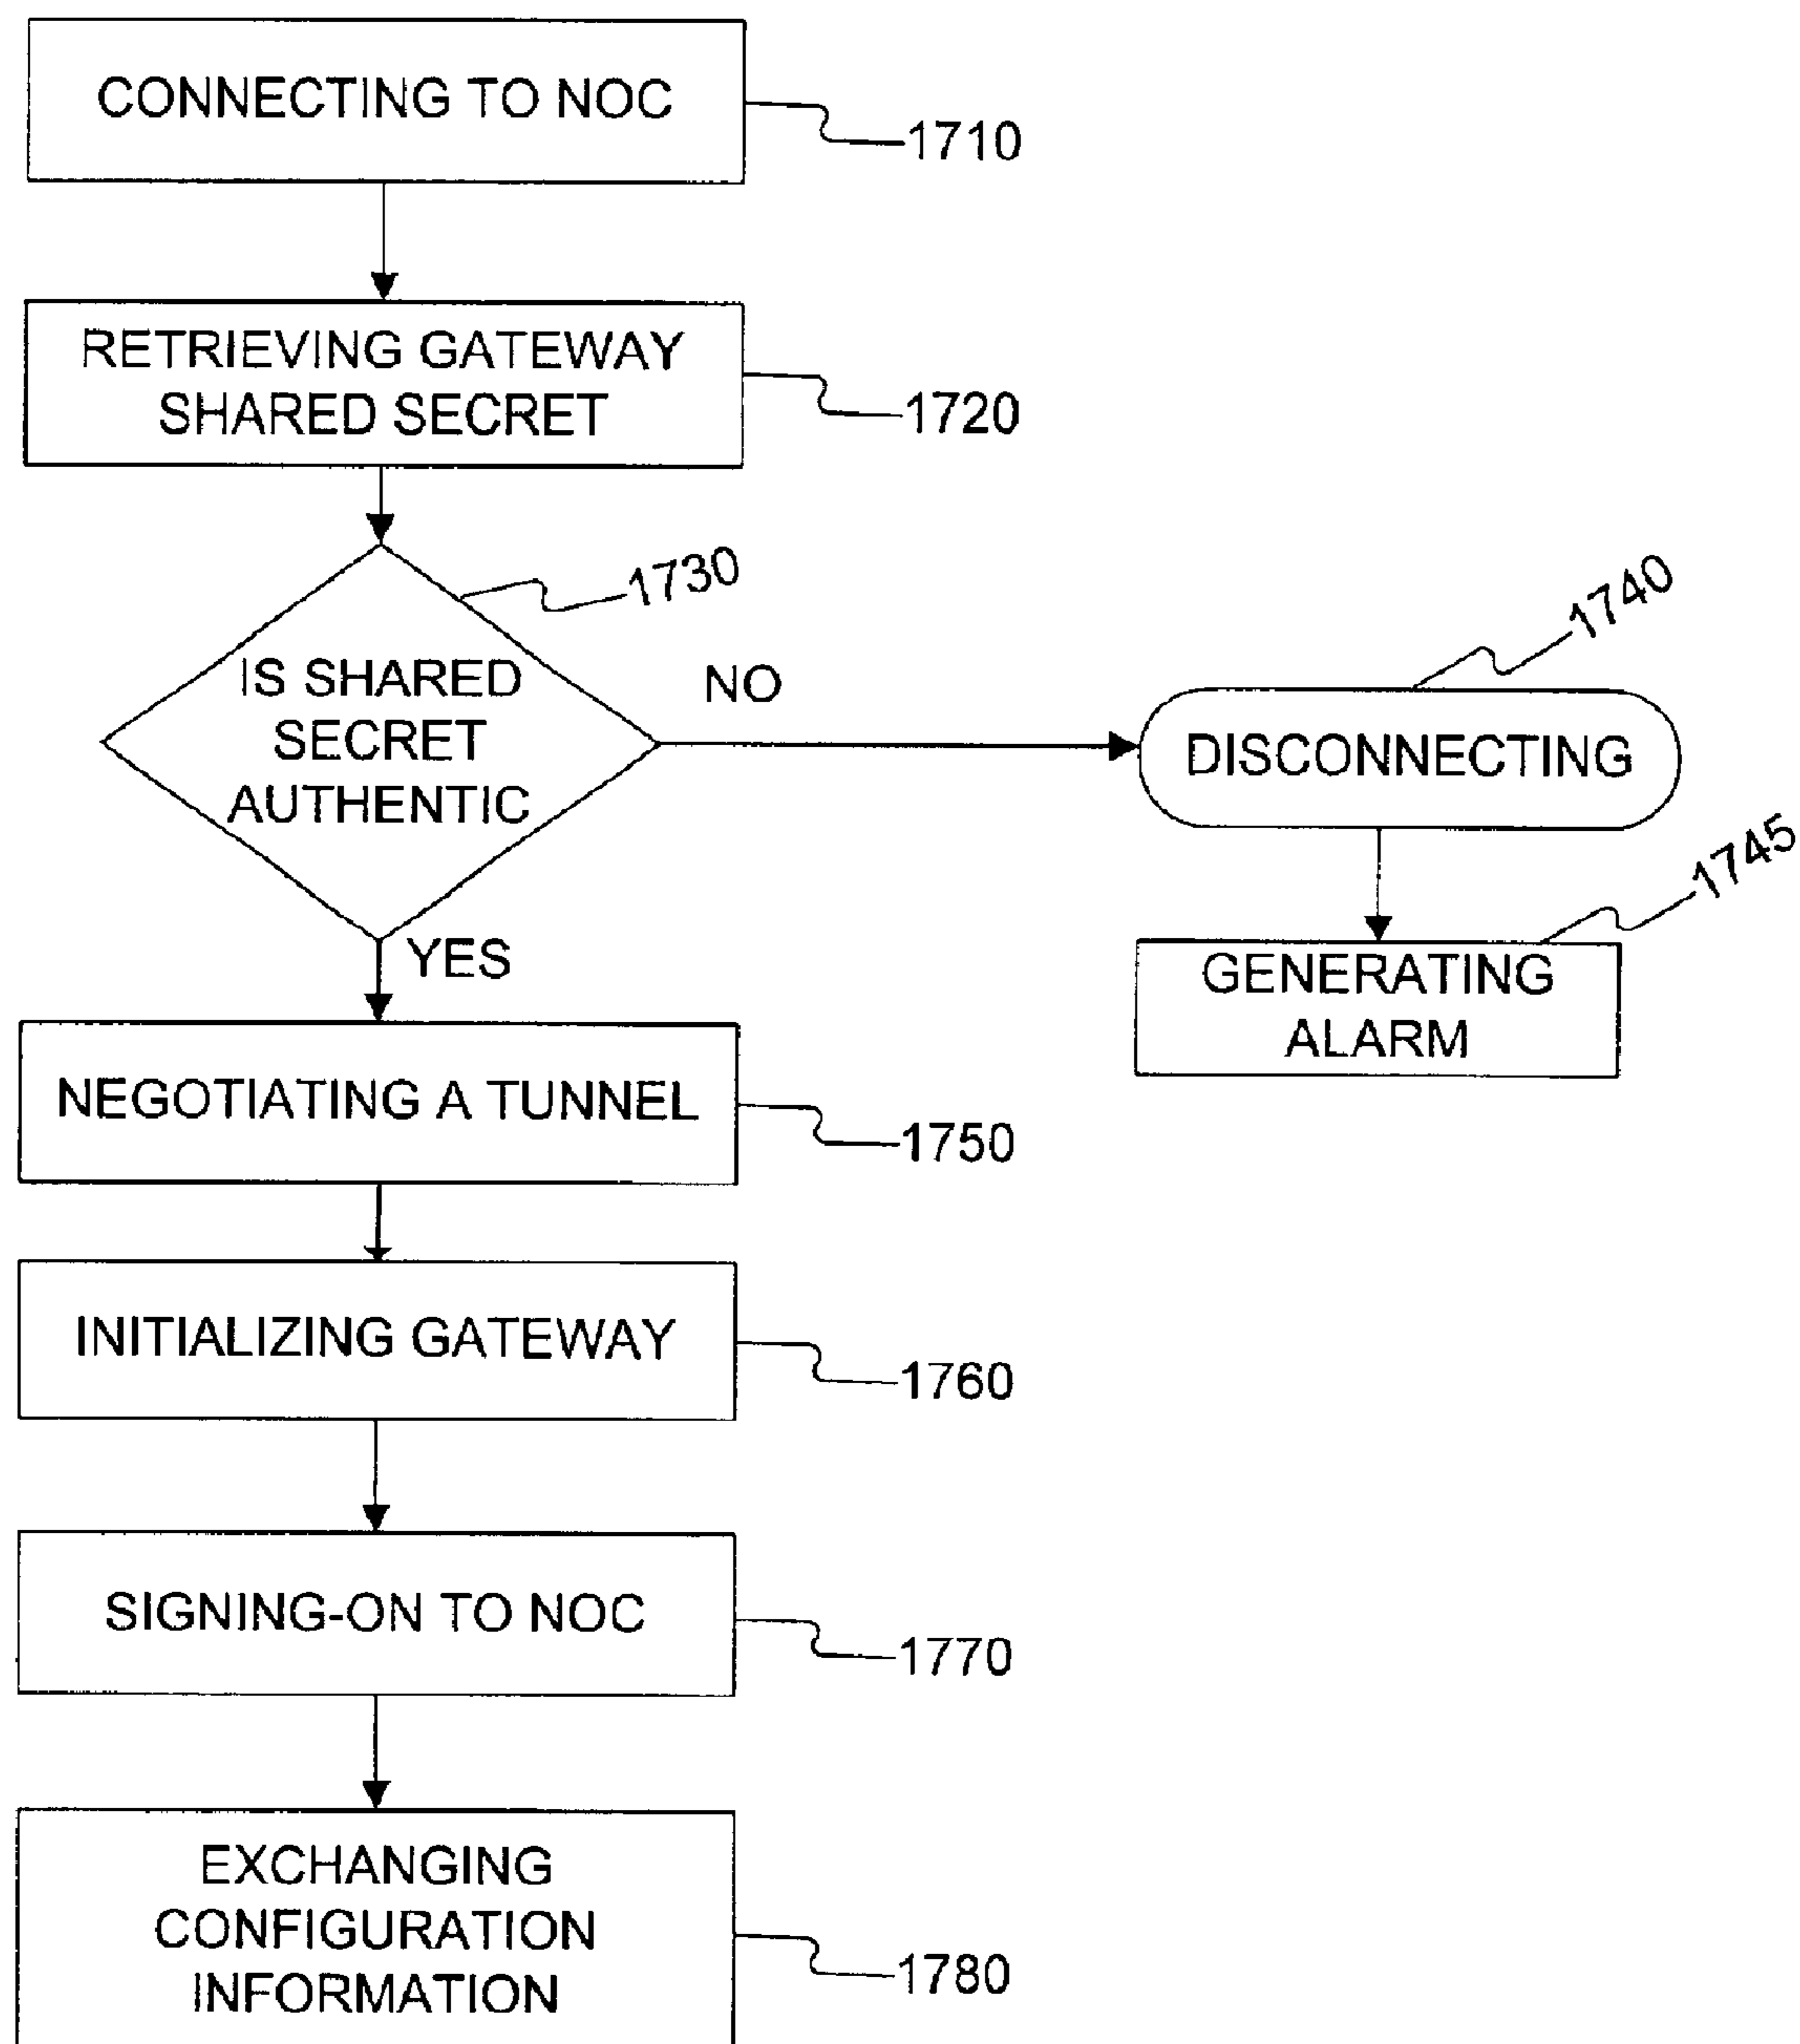 CONNECTING TO NOC
1710
RETRIEVING GATEWAY
SHARED SECRET
1720
1730
IS SHARED
SECRET
AUTHENTIC
NO
1740
DISCONNECTING
1745
GENERATING
ALARM
YES
NEGOTIATING A TUNNEL
1750
INITIALIZING GATEWAY
1760
SIGNING-ON TO NOC
1770
EXCHANGING
CONFIGURATION
INFORMATION
1780